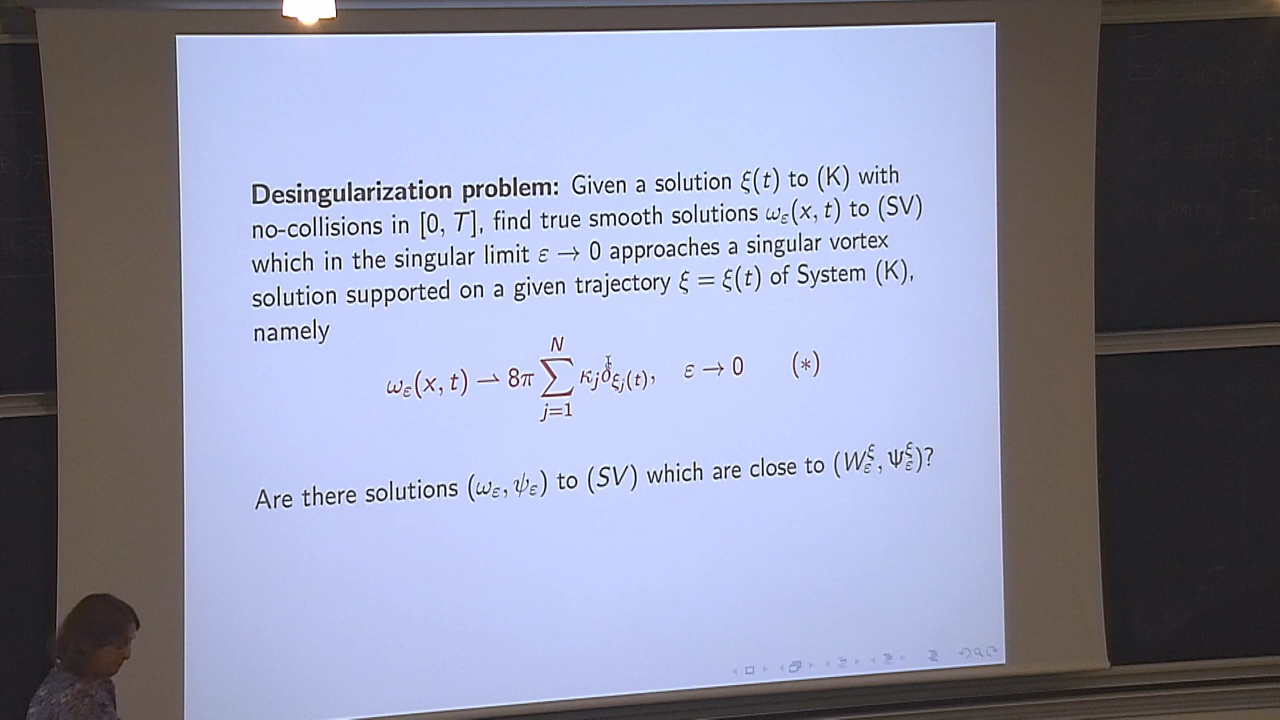 Desingularization problem: Given a solution ξ(t) to (K) with
no-collisions in [0, T], find true smooth solutions ω_ε(x, t) to (SV)
which in the singular limit ε → 0 approaches a singular vortex
solution supported on a given trajectory ξ = ξ(t) of System (K),
namely
ω_ε(x, t) ⇀ 8π ∑_{j=1}^{N} κ_j δ_{ξ_j(t)}, ε → 0 (∗)
Are there solutions (ω_ε, ψ_ε) to (SV) which are close to (W_ε^ξ, Ψ_ε^ξ)?